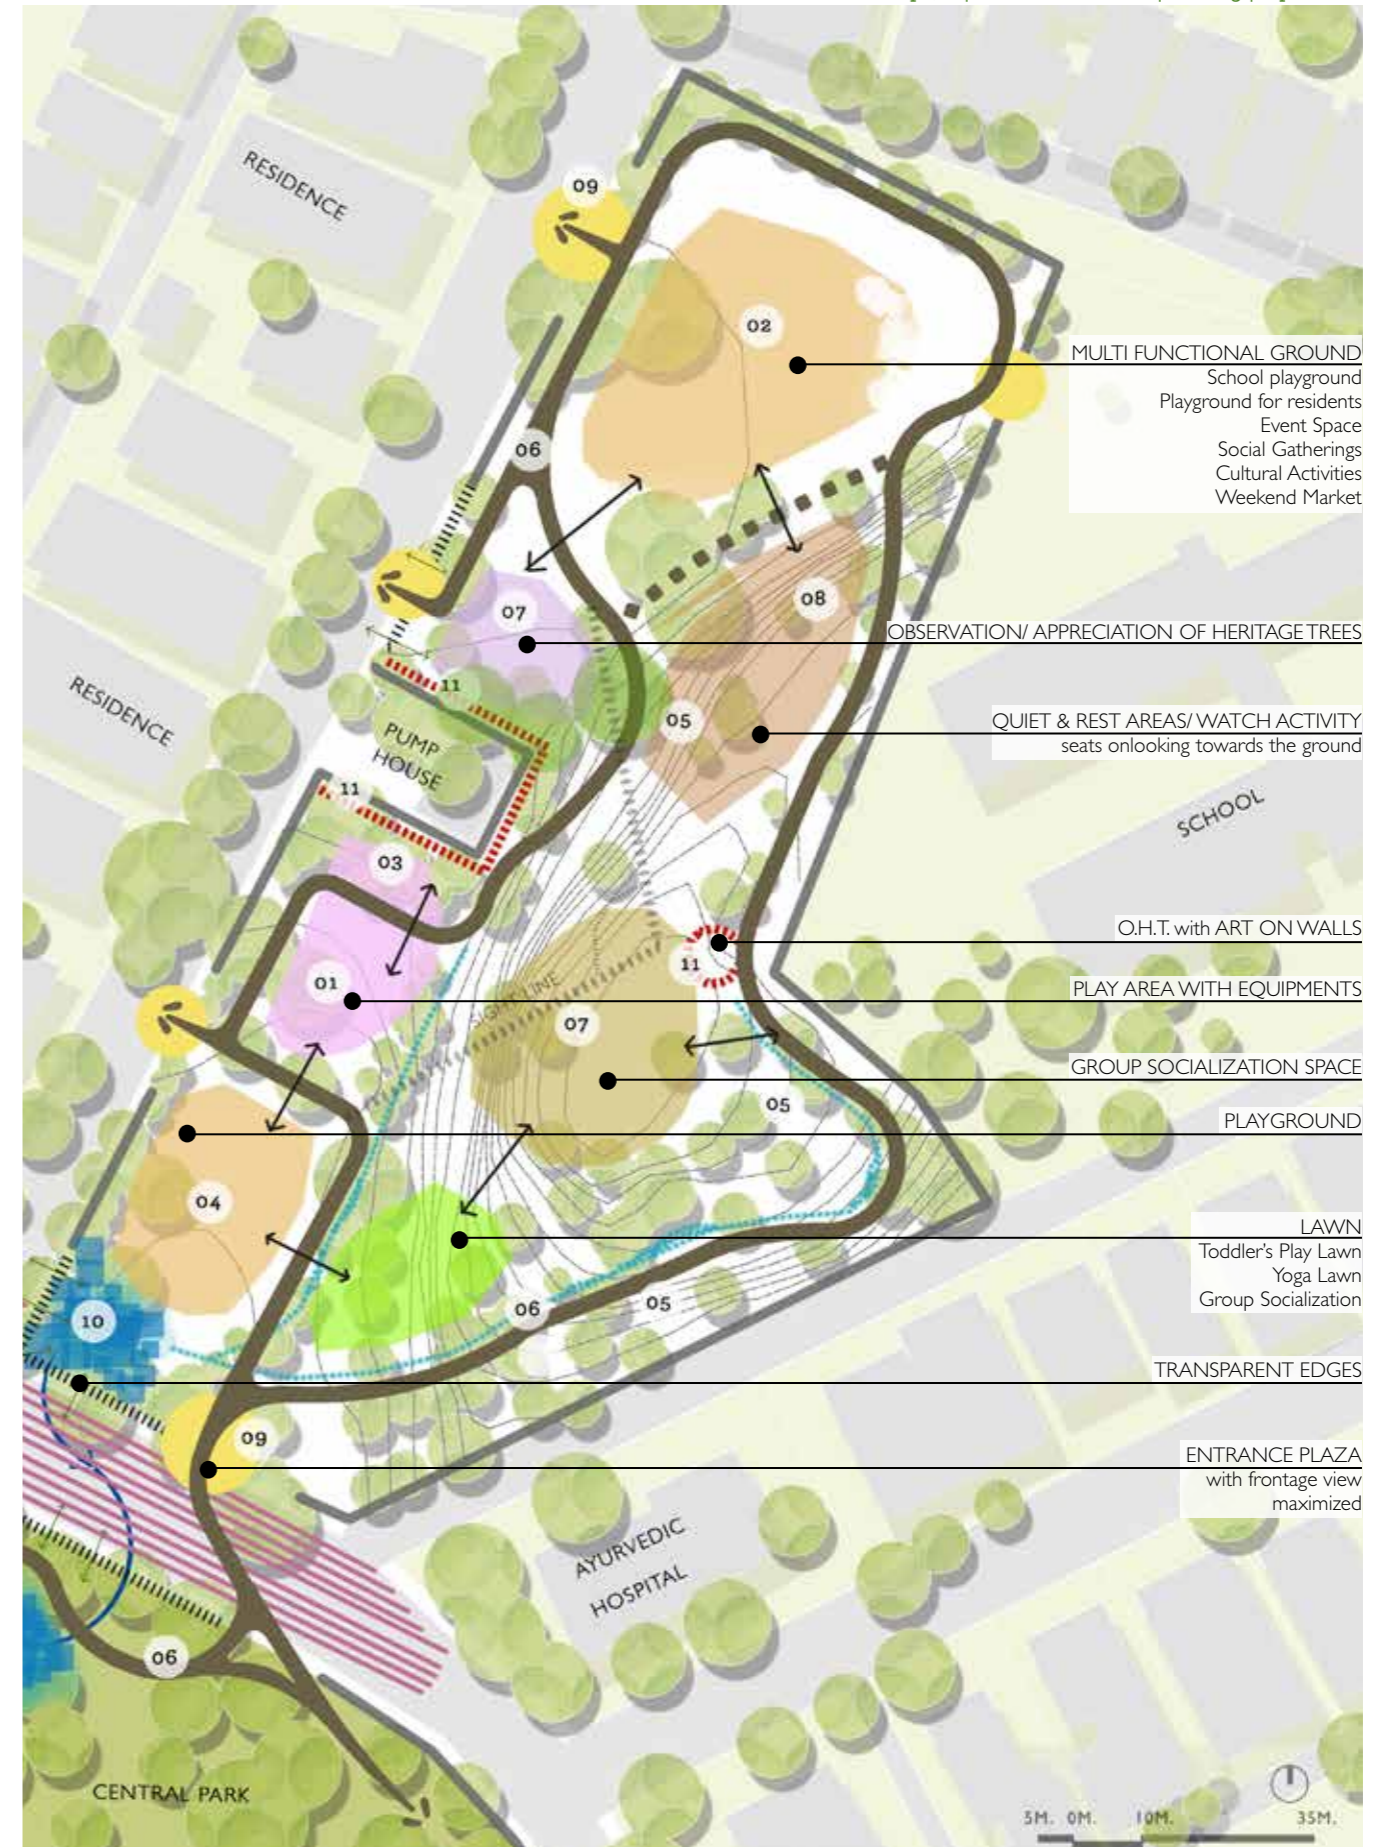 RESIDENCE
09
02
MULTI FUNCTIONAL GROUND
School playground
Playground for residents
Event Space
Social Gatherings
Cultural Activities
Weekend Market
06
08
07
OBSERVATION/ APPRECIATION OF HERITAGE TREES
11
RESIDENCE
05
QUIET & REST AREAS/ WATCH ACTIVITY
seats onlooking towards the ground
PUMP
HOUSE
11
SCHOOL
03
O.H.T. with ART ON WALLS
11
01
PLAY AREA WITH EQUIPMENTS
SIGHT LINE
07
GROUP SOCIALIZATION SPACE
05
PLAYGROUND
04
LAWN
Toddler's Play Lawn
Yoga Lawn
Group Socialization
06
05
10
TRANSPARENT EDGES
09
ENTRANCE PLAZA
with frontage view
maximized
AYURVEDIC
HOSPITAL
06
CENTRAL PARK
5M. 0M. 10M. 35M.